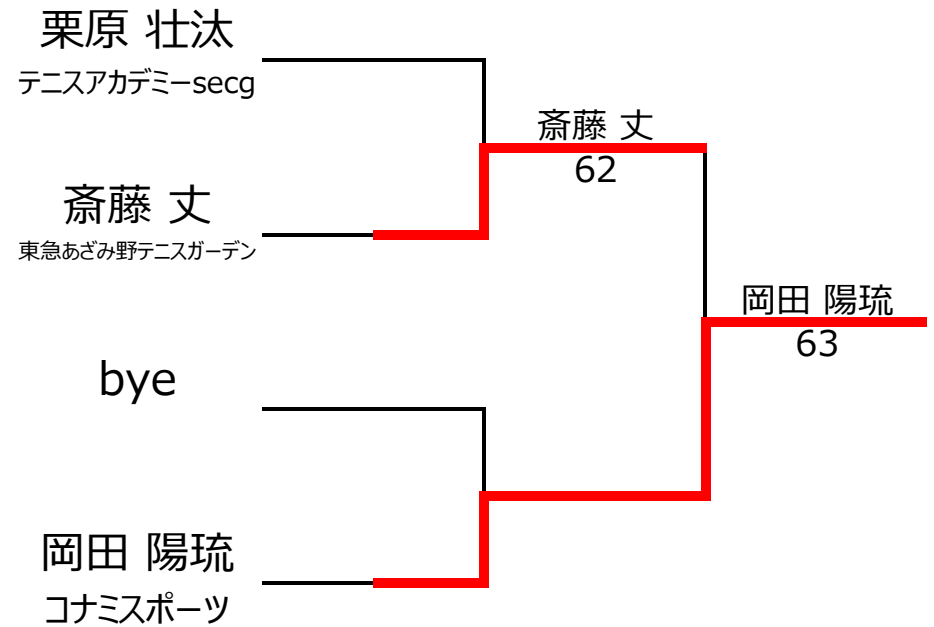 栗原 壮汰
テニスアカデミーsecg
斎藤 丈
62
斎藤 丈
東急あざみ野テニスガーデン
岡田 陽琉
63
bye
岡田 陽琉
コナミスポーツ